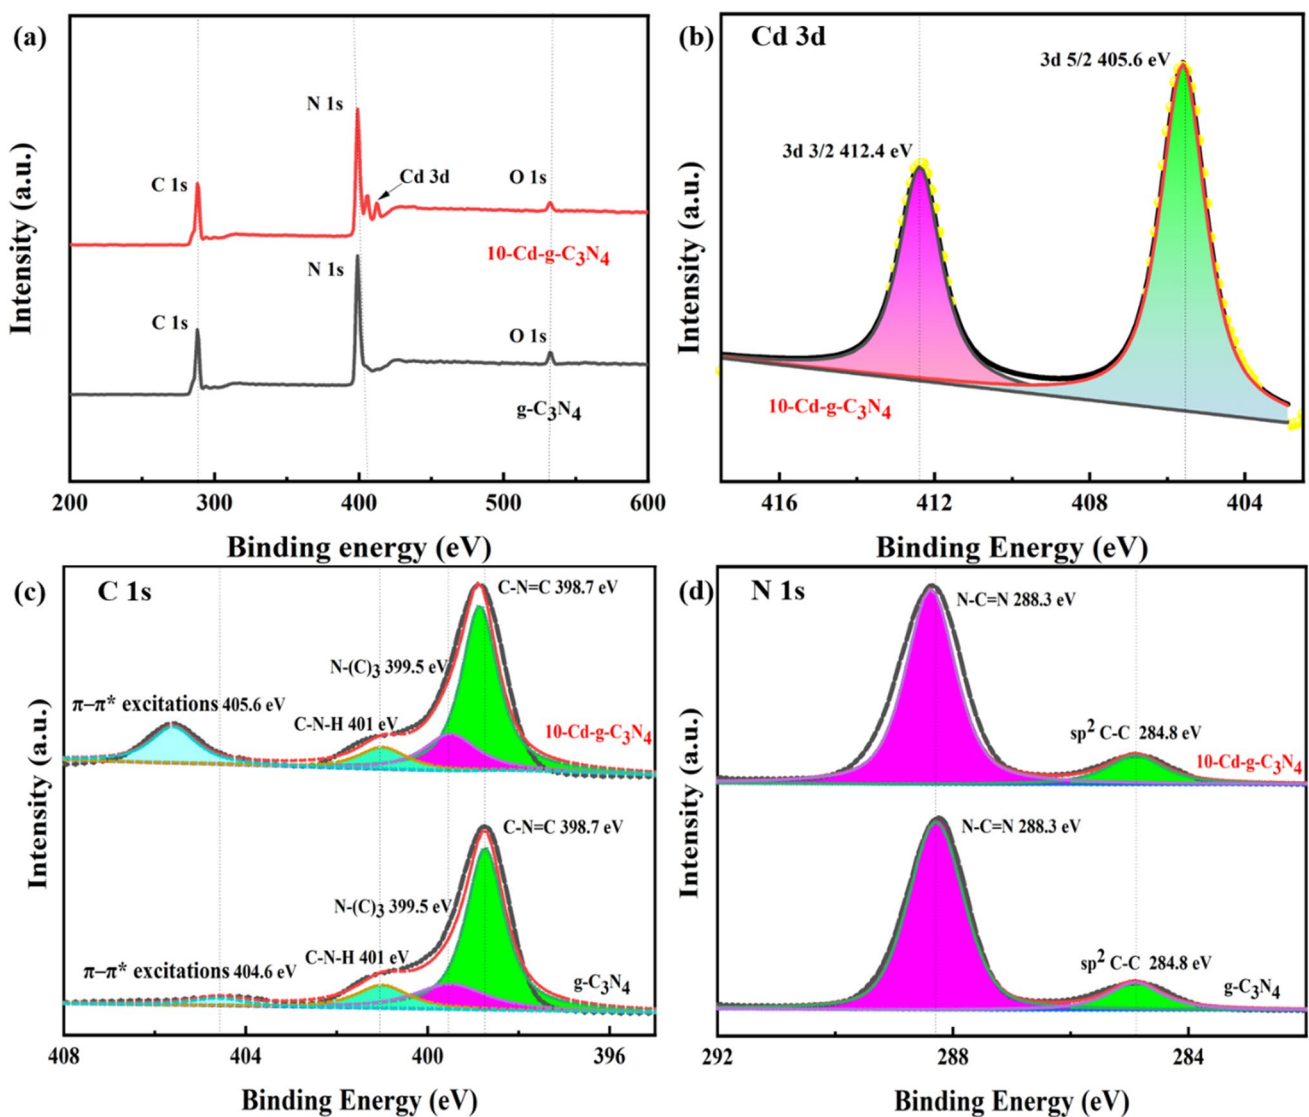 (a)
N 1s
C 1s
Cd 3d
O 1s
10-Cd-g-C3N4
N 1s
C 1s
O 1s
g-C3N4
Intensity (a.u.)
200 300 400 500 600
Binding energy (eV)
(b) Cd 3d
3d 5/2 405.6 eV
3d 3/2 412.4 eV
10-Cd-g-C3N4
Intensity (a.u.)
416 412 408 404
Binding Energy (eV)
(c) C 1s
C-N=C 398.7 eV
N-(C)3 399.5 eV
π–π* excitations 405.6 eV
C-N-H 401 eV
10-Cd-g-C3N4
C-N=C 398.7 eV
N-(C)3 399.5 eV
C-N-H 401 eV
π–π* excitations 404.6 eV
g-C3N4
Intensity (a.u.)
408 404 400 396
Binding Energy (eV)
(d) N 1s
N-C=N 288.3 eV
sp2 C-C 284.8 eV
10-Cd-g-C3N4
N-C=N 288.3 eV
sp2 C-C 284.8 eV
g-C3N4
Intensity (a.u.)
292 288 284
Binding Energy (eV)